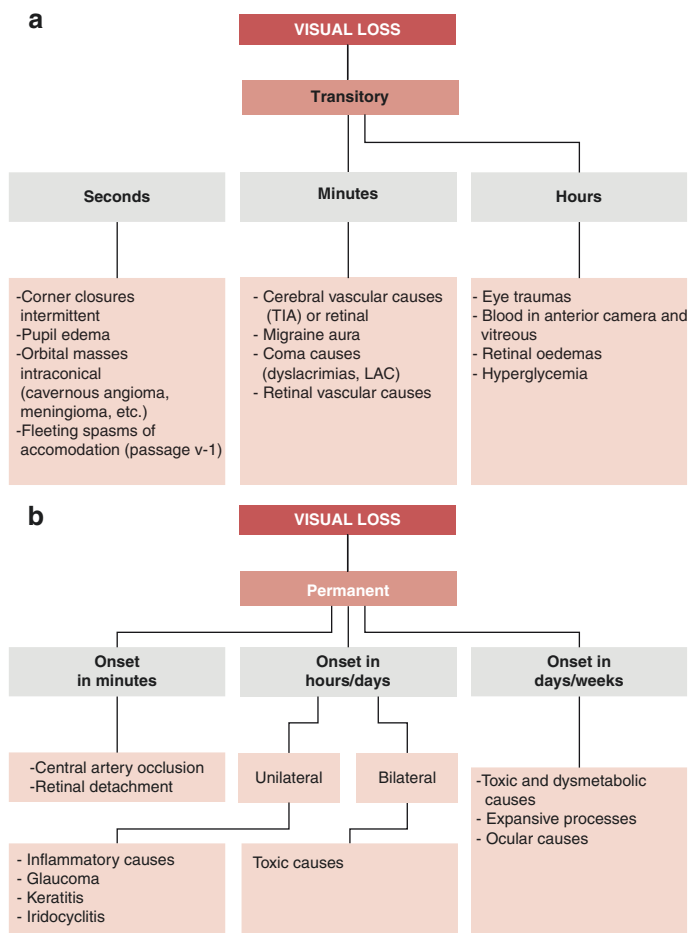 a
VISUAL LOSS
Transitory
Seconds
Minutes
Hours
-Corner closures
intermittent
-Pupil edema
-Orbital masses
intraconical
(cavernous angioma,
meningioma, etc.)
-Fleeting spasms of
accomodation (passage v-1)
- Cerebral vascular causes
(TIA) or retinal
- Migraine aura
- Coma causes
(dyslacrimias, LAC)
- Retinal vascular causes
- Eye traumas
- Blood in anterior camera and
vitreous
- Retinal oedemas
- Hyperglycemia
b
VISUAL LOSS
Permanent
Onset
in minutes
Onset in
hours/days
Onset in
days/weeks
-Central artery occlusion
-Retinal detachment
Unilateral
Bilateral
-Toxic and dysmetabolic
causes
- Expansive processes
- Ocular causes
- Inflammatory causes
- Glaucoma
- Keratitis
- Iridocyclitis
Toxic causes